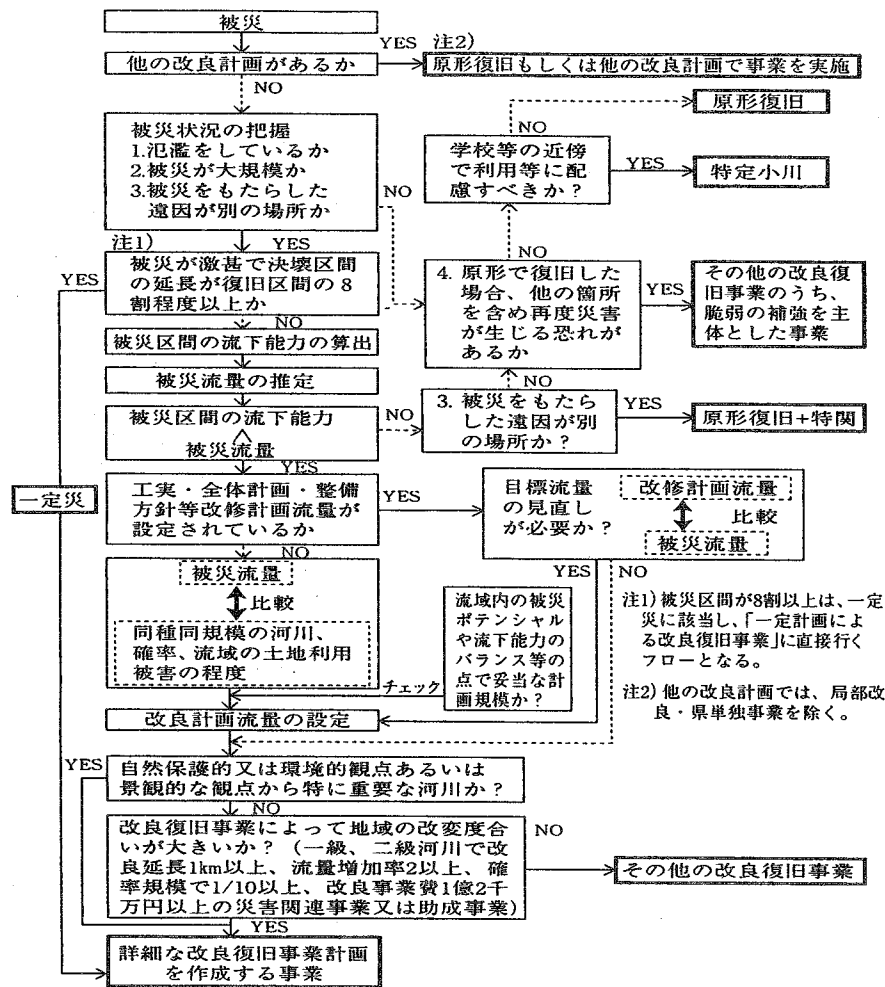 被災
YES 注2)
他の改良計画があるか
原形復旧もしくは他の改良計画で事業を実施
NO
被災状況の把握
1.氾濫をしているか
2.被災が大規模か
3.被災をもたらした
遠因が別の場所か
NO
原形復旧
NO
学校等の近傍
で利用等に配
慮すべきか？
YES
特定小川
注1)
YES
YES
被災が激甚で決壊区間
の延長が復旧区間の8
割程度以上か
NO
NO
4. 原形で復旧した
場合、他の箇所
を含め再度災害
が生じる恐れが
あるか
YES
その他の改良復
旧事業のうち、
脆弱の補強を主
体とした事業
被災区間の流下能力の算出
被災流量の推定
NO
被災区間の流下能力
∧
被災流量
NO
3. 被災をもたら
した遠因が別
の場所か？
YES
原形復旧+特関
YES
一定災
工実・全体計画・整備
方針等改修計画流量が
設定されているか
YES
目標流量
の見直し
が必要か？
改修計画流量
比較
被災流量
NO
YES
NO
被災流量
比較
同種同規模の河川、
確率、流域の土地利用
被害の程度
流域内の被災
ポテンシャル
や流下能力の
バランス等の
点で妥当な計
画規模か？
チェック
注1) 被災区間が8割以上は、一定
災に該当し、「一定計画によ
る改良復旧事業」に直接行く
フローとなる。
注2) 他の改良計画では、局部改
良・県単独事業を除く。
改良計画流量の設定
YES
自然保護的又は環境的観点あるいは
景観的な観点から特に重要な河川か？
NO
改良復旧事業によって地域の改変度合
いが大きいか？（一級、二級河川で改
良延長1km以上、流量増加率2以上、確
率規模で1/10以上、改良事業費1億2千
万円以上の災害関連事業又は助成事業）
NO
その他の改良復旧事業
YES
詳細な改良復旧事業計画
を作成する事業